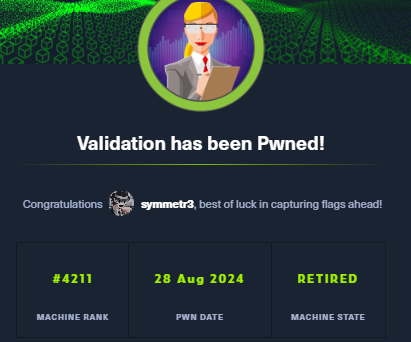 Validation has been Pwned!
Congratulations symmetr3, best of luck in capturing flags ahead!
#4211 28 Aug 2024 RETIRED
MACHINE RANK PWN DATE MACHINE STATE